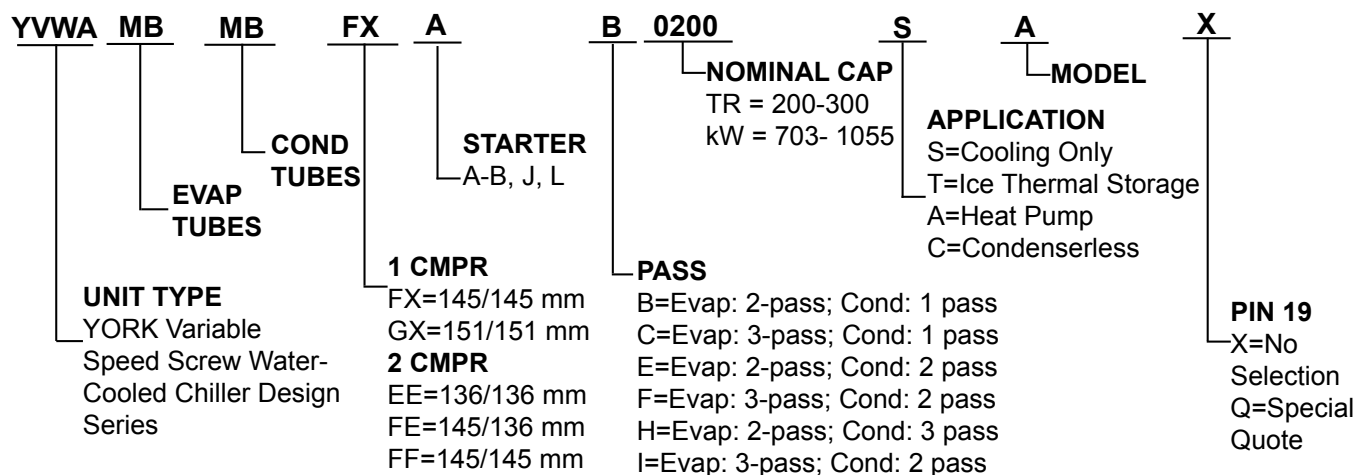 YVWA MB MB FX A B 0200 S A X
NOMINAL CAP
TR = 200-300
kW = 703- 1055
MODEL
APPLICATION
S=Cooling Only
T=Ice Thermal Storage
A=Heat Pump
C=Condenserless
STARTER
A-B, J, L
COND
TUBES
EVAP
TUBES
1 CMPR
FX=145/145 mm
GX=151/151 mm
2 CMPR
EE=136/136 mm
FE=145/136 mm
FF=145/145 mm
PASS
B=Evap: 2-pass; Cond: 1 pass
C=Evap: 3-pass; Cond: 1 pass
E=Evap: 2-pass; Cond: 2 pass
F=Evap: 3-pass; Cond: 2 pass
H=Evap: 2-pass; Cond: 3 pass
I=Evap: 3-pass; Cond: 2 pass
UNIT TYPE
YORK Variable
Speed Screw Water-
Cooled Chiller Design
Series
PIN 19
X=No
Selection
Q=Special
Quote